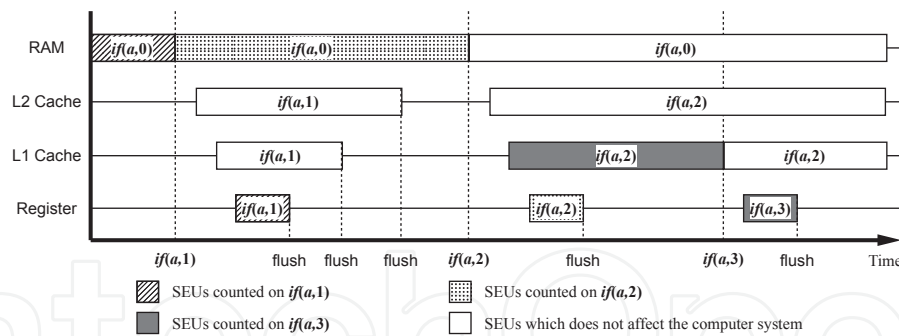 RAM if(a,0) if(a,0) if(a,0)
L2 Cache if(a,1) if(a,2)
L1 Cache if(a,1) if(a,2) if(a,2)
Register if(a,1) if(a,2) if(a,3)
if(a,1) flush flush flush if(a,2) flush if(a,3) flush Time
SEUs counted on if(a,1) SEUs counted on if(a,2)
SEUs counted on if(a,3) SEUs which does not affect the computer system